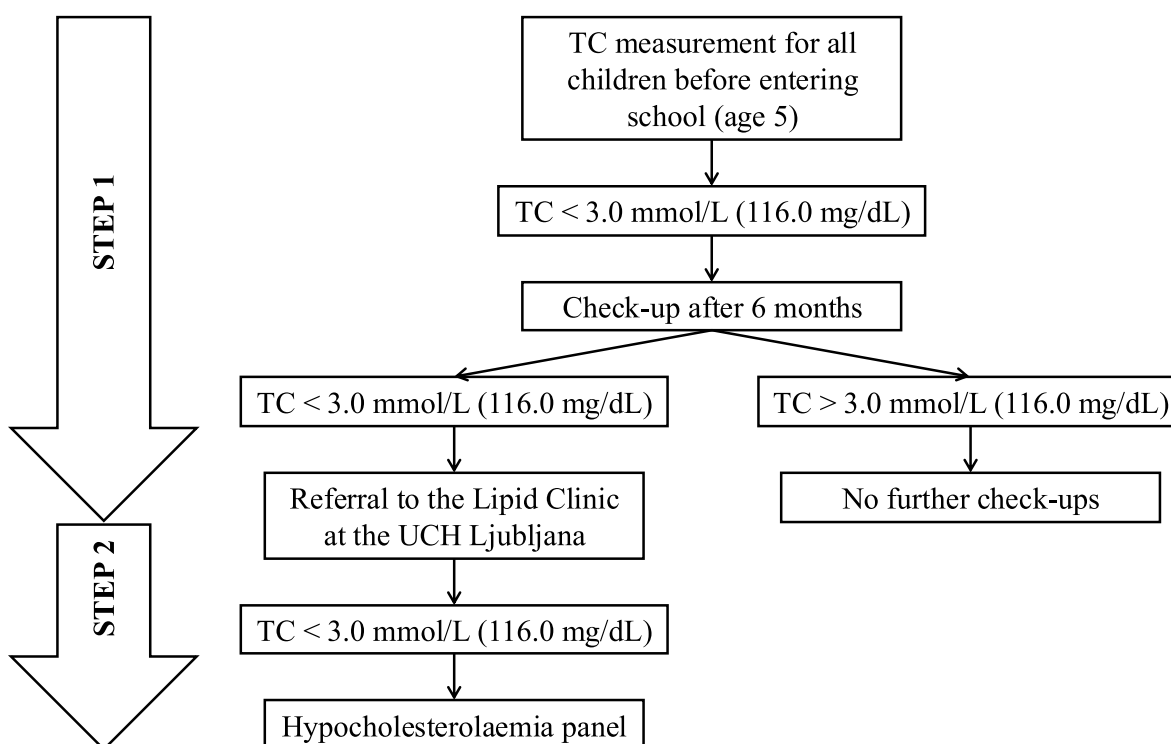 STEP 1
STEP 2
TC measurement for all
children before entering
school (age 5)
TC < 3.0 mmol/L (116.0 mg/dL)
Check-up after 6 months
TC < 3.0 mmol/L (116.0 mg/dL)
TC > 3.0 mmol/L (116.0 mg/dL)
Referral to the Lipid Clinic
at the UCH Ljubljana
No further check-ups
TC < 3.0 mmol/L (116.0 mg/dL)
Hypocholesterolaemia panel